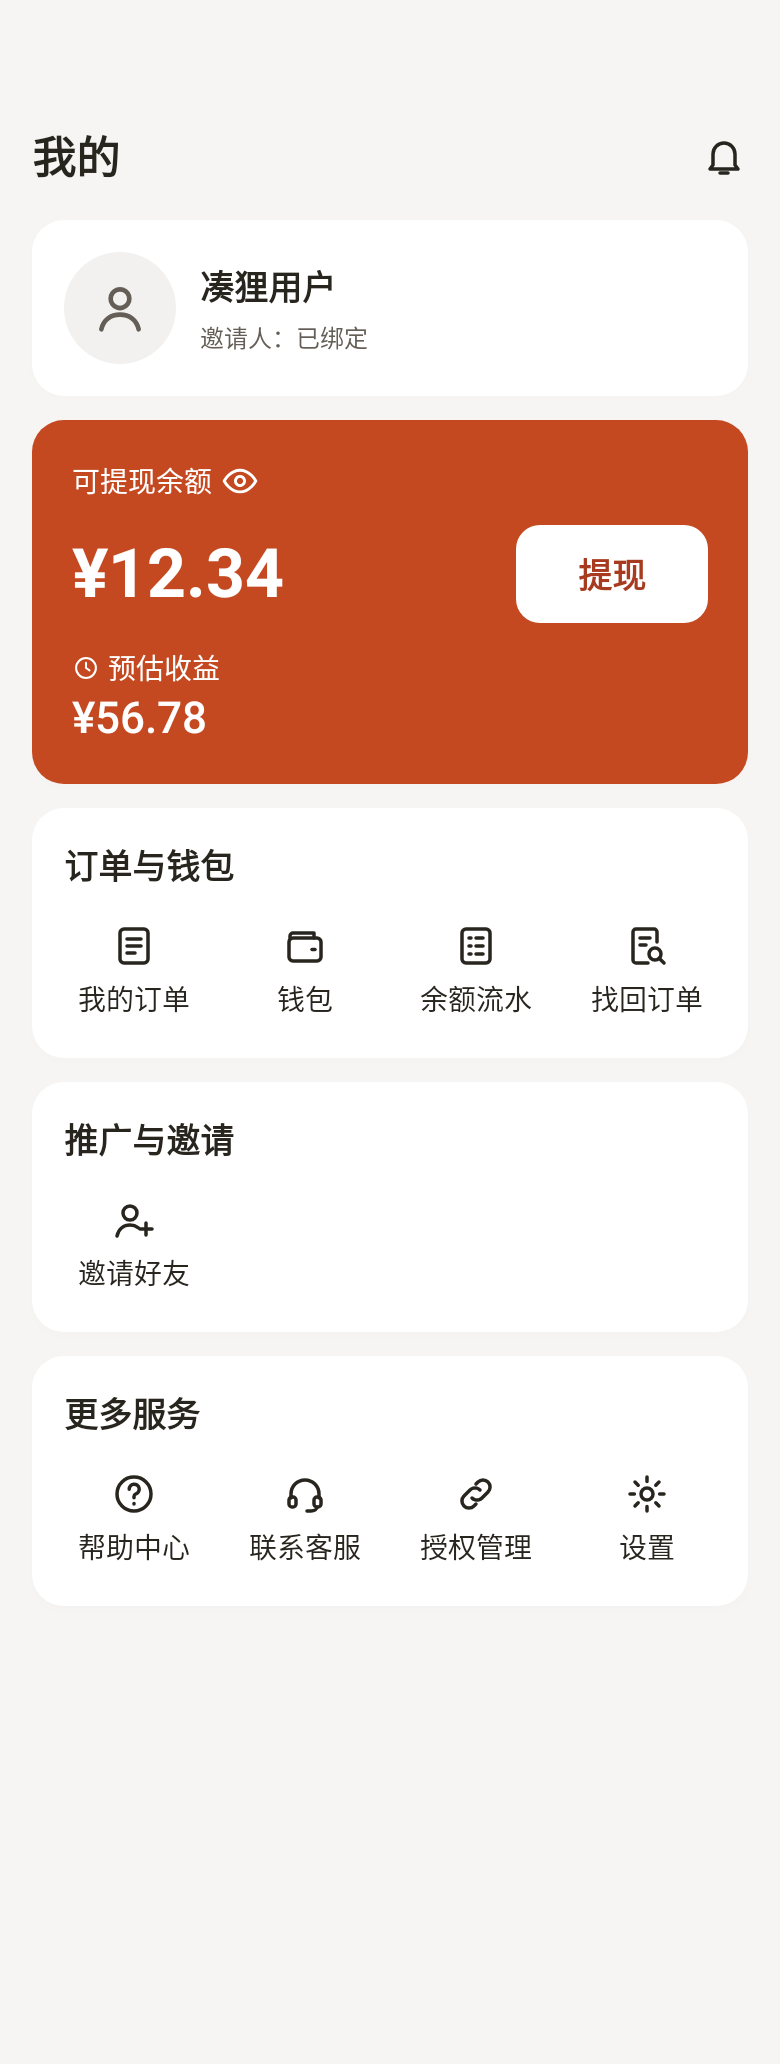 我的
凑狸用户
邀请人：已绑定
可提现余额
¥12.34
提现
预估收益
¥56.78
订单与钱包
我的订单 钱包 余额流水 找回订单
推广与邀请
邀请好友
更多服务
帮助中心 联系客服 授权管理 设置